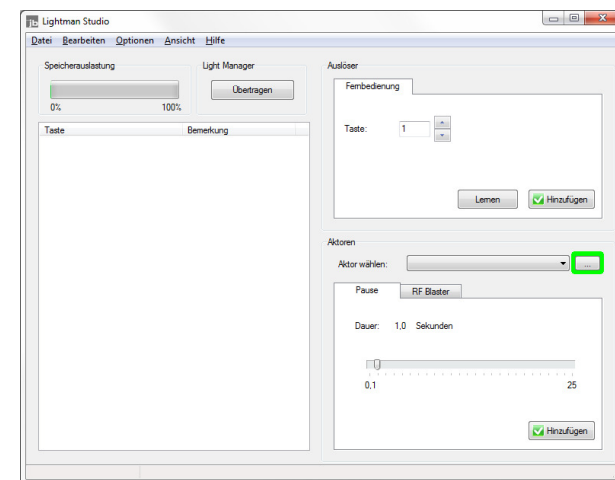 jb Lightman Studio
Datei Bearbeiten Optionen Ansicht Hilfe
Speicherauslastung
0% 100%
Light Manager
Übertragen
Taste Bemerkung
Auslöser
Fernbedienung
Taste: 1
Lernen Hinzufügen
Aktoren
Aktor wählen: ...
Pause RF Blaster
Dauer: 1,0 Sekunden
0,1 25
Hinzufügen